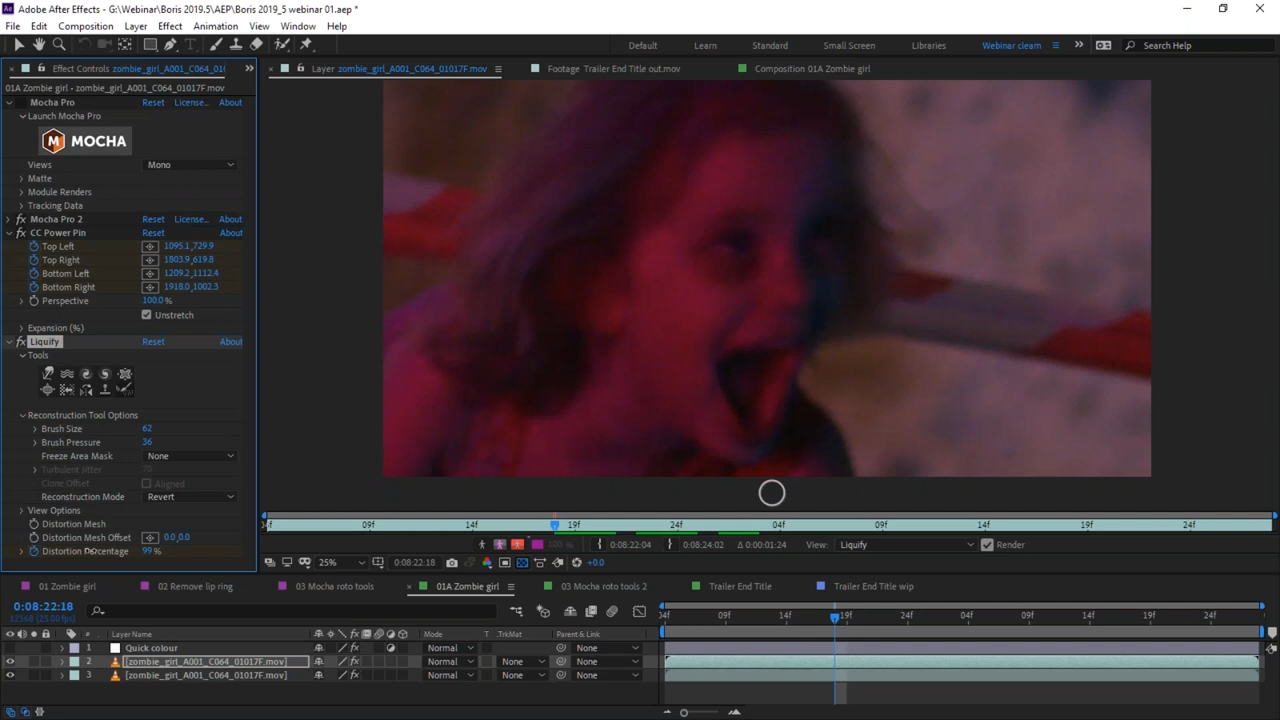 Adobe After Effects - G:\Webinar\Boris 2019.5\AEP\Boris 2019_5 webinar 01.aep *
File Edit Composition Layer Effect Animation View Window Help
Default Learn Standard Small Screen Libraries Webinar cleam Search Help
Effect Controls zombie_girl_A001_C064_01
Layer zombie_girl_A001_C064_01017F.mov
Footage Trailer End Title out.mov
Composition 01A Zombie girl
01A Zombie girl - zombie_girl_A001_C064_01017F.mov
Mocha Pro Reset License... About
Launch Mocha Pro
M MOCHA
Views Mono
Matte
Module Renders
Tracking Data
fx Mocha Pro 2 Reset License... About
fx CC Power Pin Reset About
Top Left 1095.1,729.9
Top Right 1803.9,619.8
Bottom Left 1209.2,1112.4
Bottom Right 1918.0,1002.3
Perspective 100.0 %
Unstretch
Expansion (%)
fx Liquify Reset About
Tools
Reconstruction Tool Options
Brush Size 62
Brush Pressure 36
Freeze Area Mask None
Turbulent Jitter 70
Clone Offset Aligned
Reconstruction Mode Revert
View Options
Distortion Mesh
Distortion Mesh Offset 0.0,0.0
Distortion Percentage 99 %
09f 14f 19f 24f 04f 09f 14f 19f 24f
100 % 0:08:22:04 0:08:24:02 Δ 0:00:01:24 View: Liquify Render
25% 0:08:22:18 +0.0
01 Zombie girl 02 Remove lip ring 03 Mocha roto tools 01A Zombie girl 03 Mocha roto tools 2 Trailer End Title Trailer End Title wip
0:08:22:18
12568 (25.00 fps)
04f 09f 14f 19f 24f 04f 09f 14f 19f 24f
# Layer Name Mode T .TrkMat Parent & Link
1 Quick colour Normal None
2 [zombie_girl_A001_C064_01017F.mov] Normal None None
3 [zombie_girl_A001_C064_01017F.mov] Normal None None